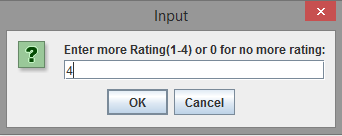 Input
Enter more Rating(1-4) or 0 for no more rating:
4
OK Cancel